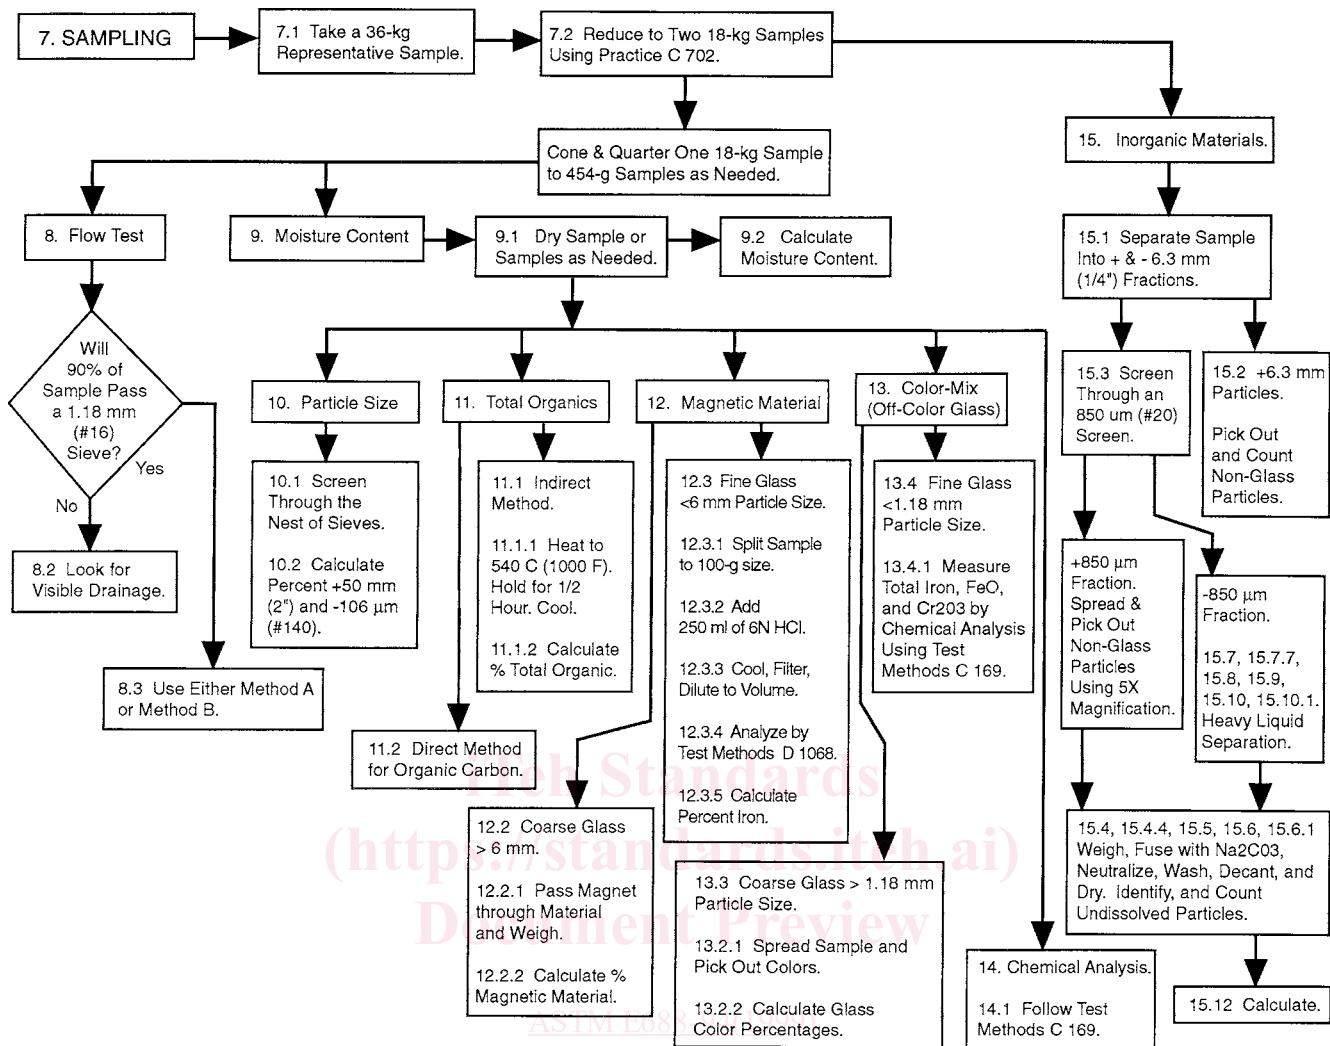 7. SAMPLING
7.1 Take a 36-kg
Representative Sample.
7.2 Reduce to Two 18-kg Samples
Using Practice C 702.
Cone & Quarter One 18-kg Sample
to 454-g Samples as Needed.
15. Inorganic Materials.
8. Flow Test
9. Moisture Content
9.1 Dry Sample or
Samples as Needed.
9.2 Calculate
Moisture Content.
15.1 Separate Sample
Into + & - 6.3 mm
(1/4") Fractions.
Will
90% of
Sample Pass
a 1.18 mm
(#16)
Sieve?
Yes
No
8.2 Look for
Visible Drainage.
8.3 Use Either Method A
or Method B.
10. Particle Size
10.1 Screen
Through the
Nest of Sieves.
10.2 Calculate
Percent +50 mm
(2") and -106 µm
(#140).
11. Total Organics
11.1 Indirect
Method.
11.1.1 Heat to
540 C (1000 F).
Hold for 1/2
Hour. Cool.
11.1.2 Calculate
% Total Organic.
11.2 Direct Method
for Organic Carbon.
12. Magnetic Material
12.3 Fine Glass
<6 mm Particle Size.
12.3.1 Split Sample
to 100-g size.
12.3.2 Add
250 ml of 6N HCl.
12.3.3 Cool, Filter,
Dilute to Volume.
12.3.4 Analyze by
Test Methods D 1068.
12.3.5 Calculate
Percent Iron.
12.2 Coarse Glass
> 6 mm.
12.2.1 Pass Magnet
through Material
and Weigh.
12.2.2 Calculate %
Magnetic Material.
13. Color-Mix
(Off-Color Glass)
13.4 Fine Glass
<1.18 mm
Particle Size.
13.4.1 Measure
Total Iron, FeO,
and Cr203 by
Chemical Analysis
Using Test
Methods C 169.
13.3 Coarse Glass > 1.18 mm
Particle Size.
13.2.1 Spread Sample and
Pick Out Colors.
13.2.2 Calculate Glass
Color Percentages.
14. Chemical Analysis.
14.1 Follow Test
Methods C 169.
15.3 Screen
Through an
850 um (#20)
Screen.
15.2 +6.3 mm
Particles.
Pick Out
and Count
Non-Glass
Particles.
+850 µm
Fraction.
Spread &
Pick Out
Non-Glass
Particles
Using 5X
Magnification.
-850 µm
Fraction.
15.7, 15.7.7,
15.8, 15.9,
15.10, 15.10.1.
Heavy Liquid
Separation.
15.4, 15.4.4, 15.5, 15.6, 15.6.1
Weigh, Fuse with Na2C03,
Neutralize, Wash, Decant, and
Dry. Identify, and Count
Undissolved Particles.
15.12 Calculate.
iTeh Standards
(https://standards.iteh.ai)
Document Preview
ASTM